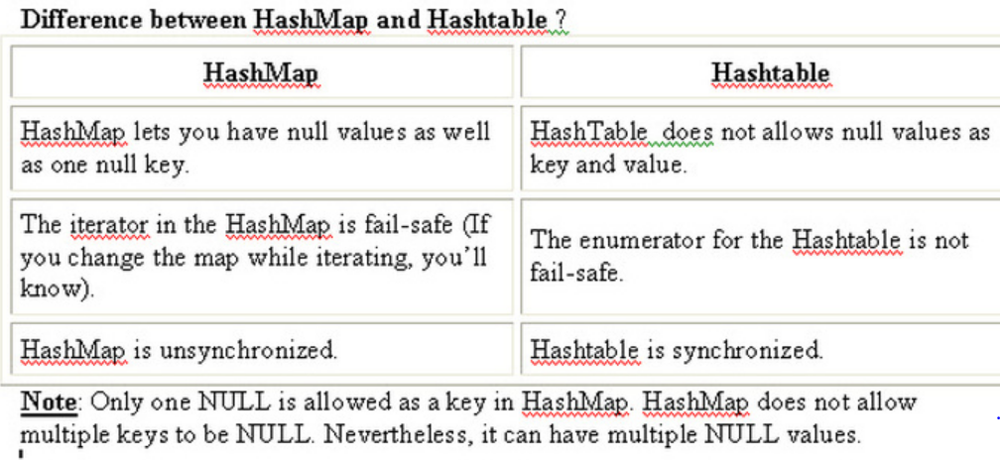 Difference between HashMap and Hashtable ?
HashMap
Hashtable
HashMap lets you have null values as well
as one null key.
HashTable does not allows null values as
key and value.
The iterator in the HashMap is fail-safe (If
you change the map while iterating, you'll
know).
The enumerator for the Hashtable is not
fail-safe.
HashMap is unsynchronized.
Hashtable is synchronized.
Note: Only one NULL is allowed as a key in HashMap. HashMap does not allow
multiple keys to be NULL. Nevertheless, it can have multiple NULL values.